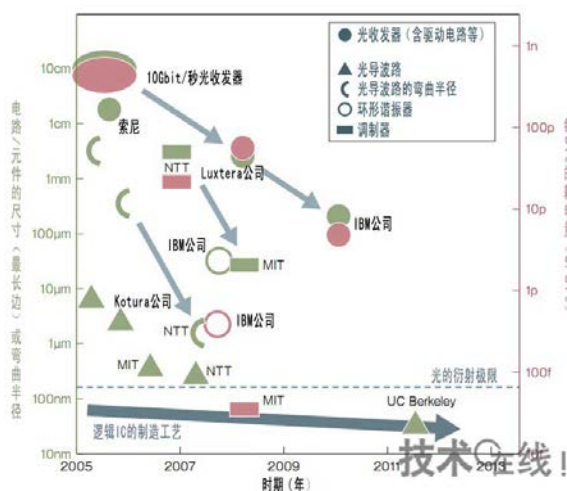 光收发器（含驱动电路等）
光导波路
光导波路的弯曲半径
环形谐振器
调制器
10cm
1cm
1mm
100μm
10μm
1μm
100nm
10nm
电路/元件的尺寸（最长边）或弯曲半径
1n
100p
10p
1p
100f
10Gbit/秒光收发器
索尼
NTT
Luxtera公司
IBM公司
IBM公司
MIT
Kotura公司
NTT
IBM公司
MIT
NTT
光的衍射极限
MIT
UC Berkeley
逻辑IC的制造工艺
2005
2007
2009
2011
2013
时期（年）
技术在线!